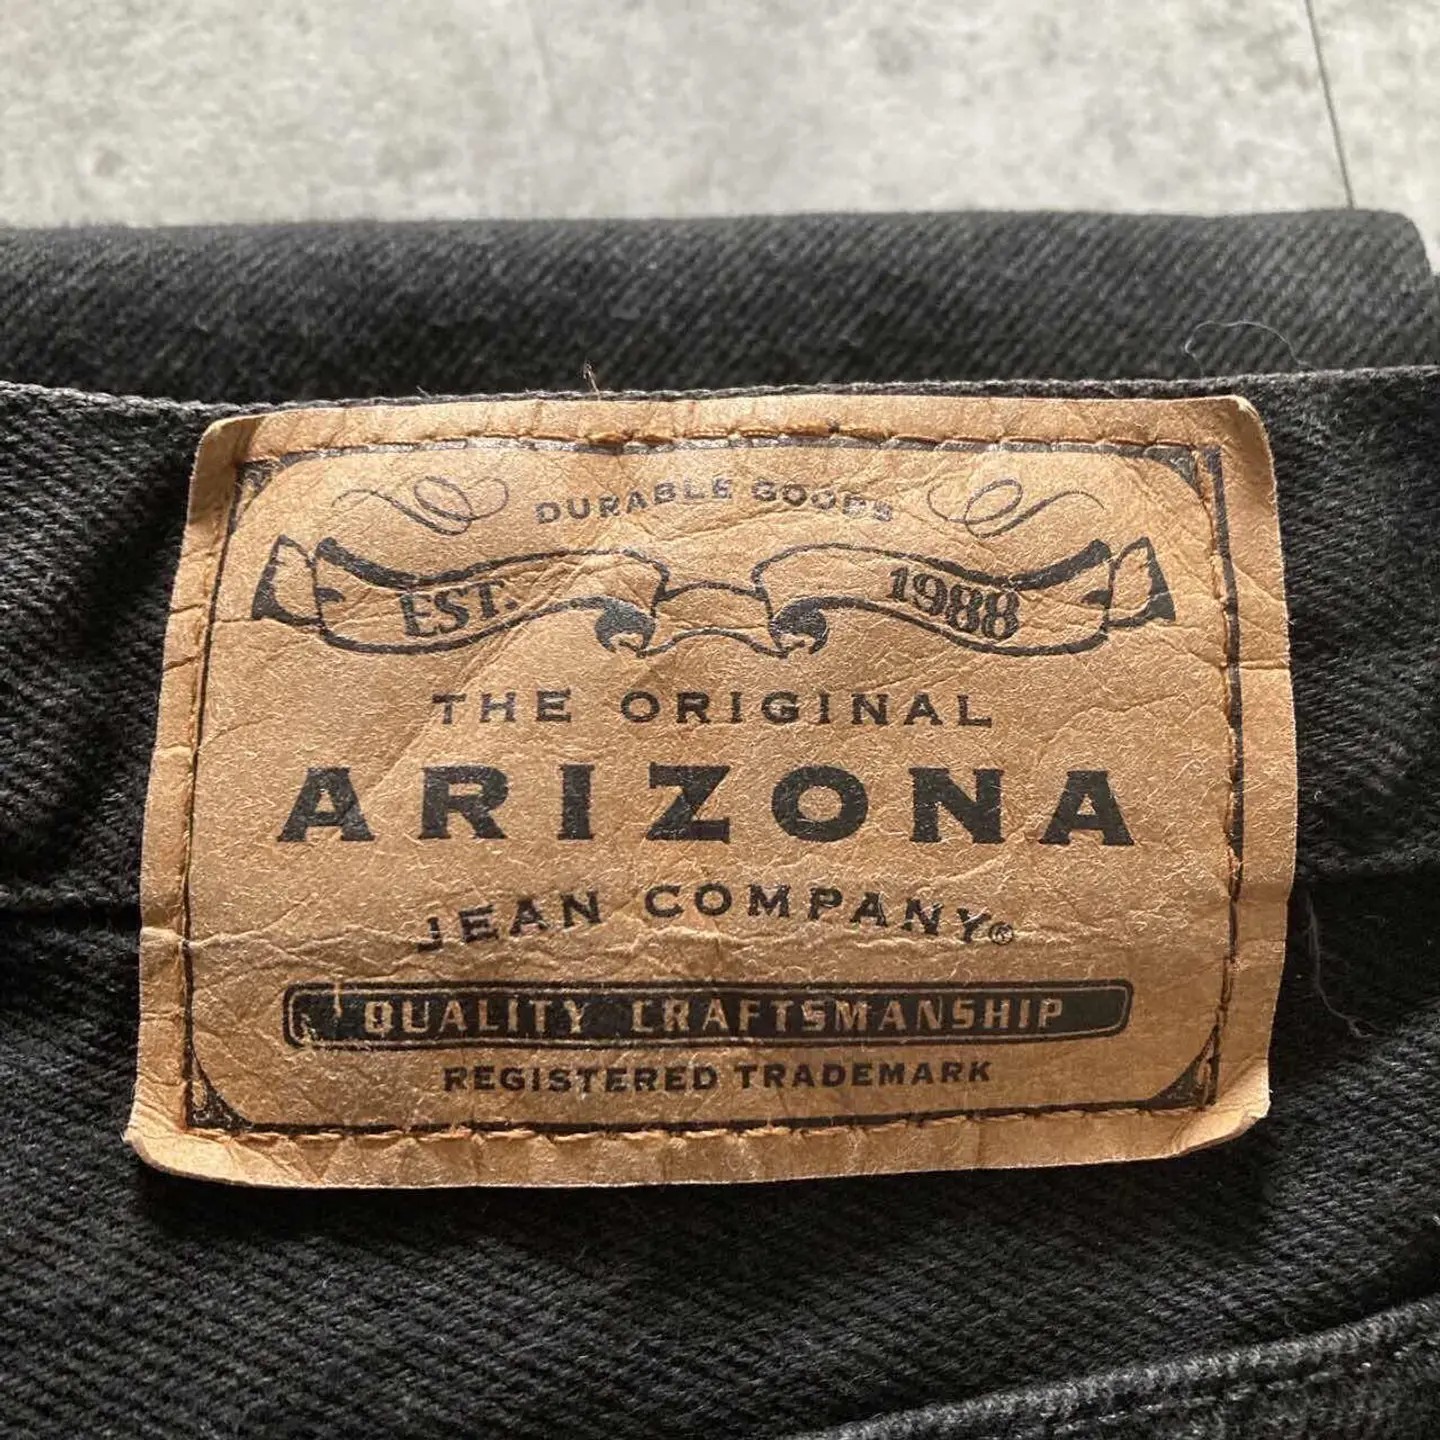 DURABLE GOODS
EST. 1988
THE ORIGINAL
ARIZONA
JEAN COMPANY®
QUALITY CRAFTSMANSHIP
REGISTERED TRADEMARK